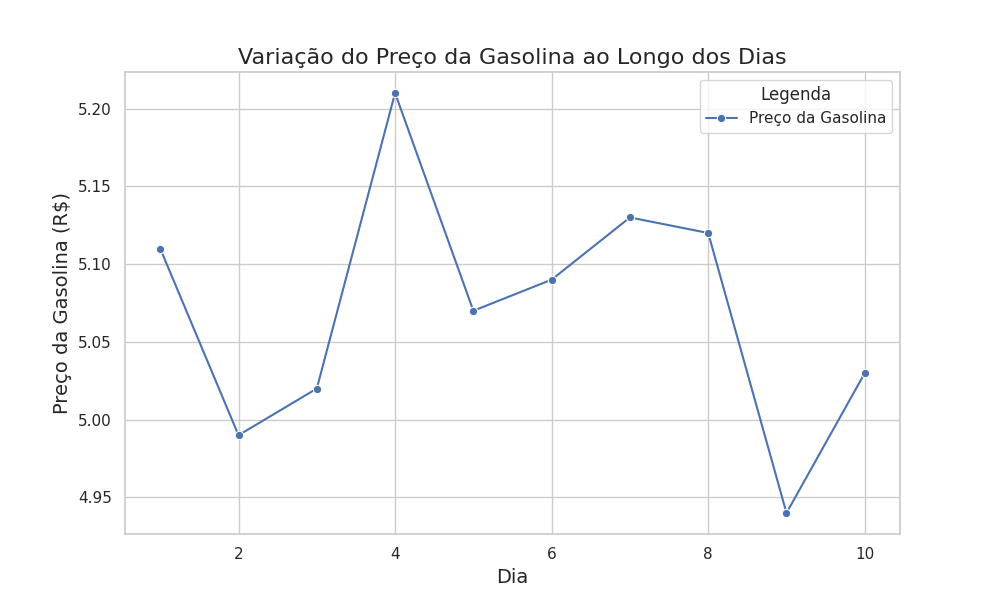 Variação do Preço da Gasolina ao Longo dos Dias
Legenda
Preço da Gasolina
Preço da Gasolina (R$)
5.20
5.15
5.10
5.05
5.00
4.95
2 4 6 8 10
Dia